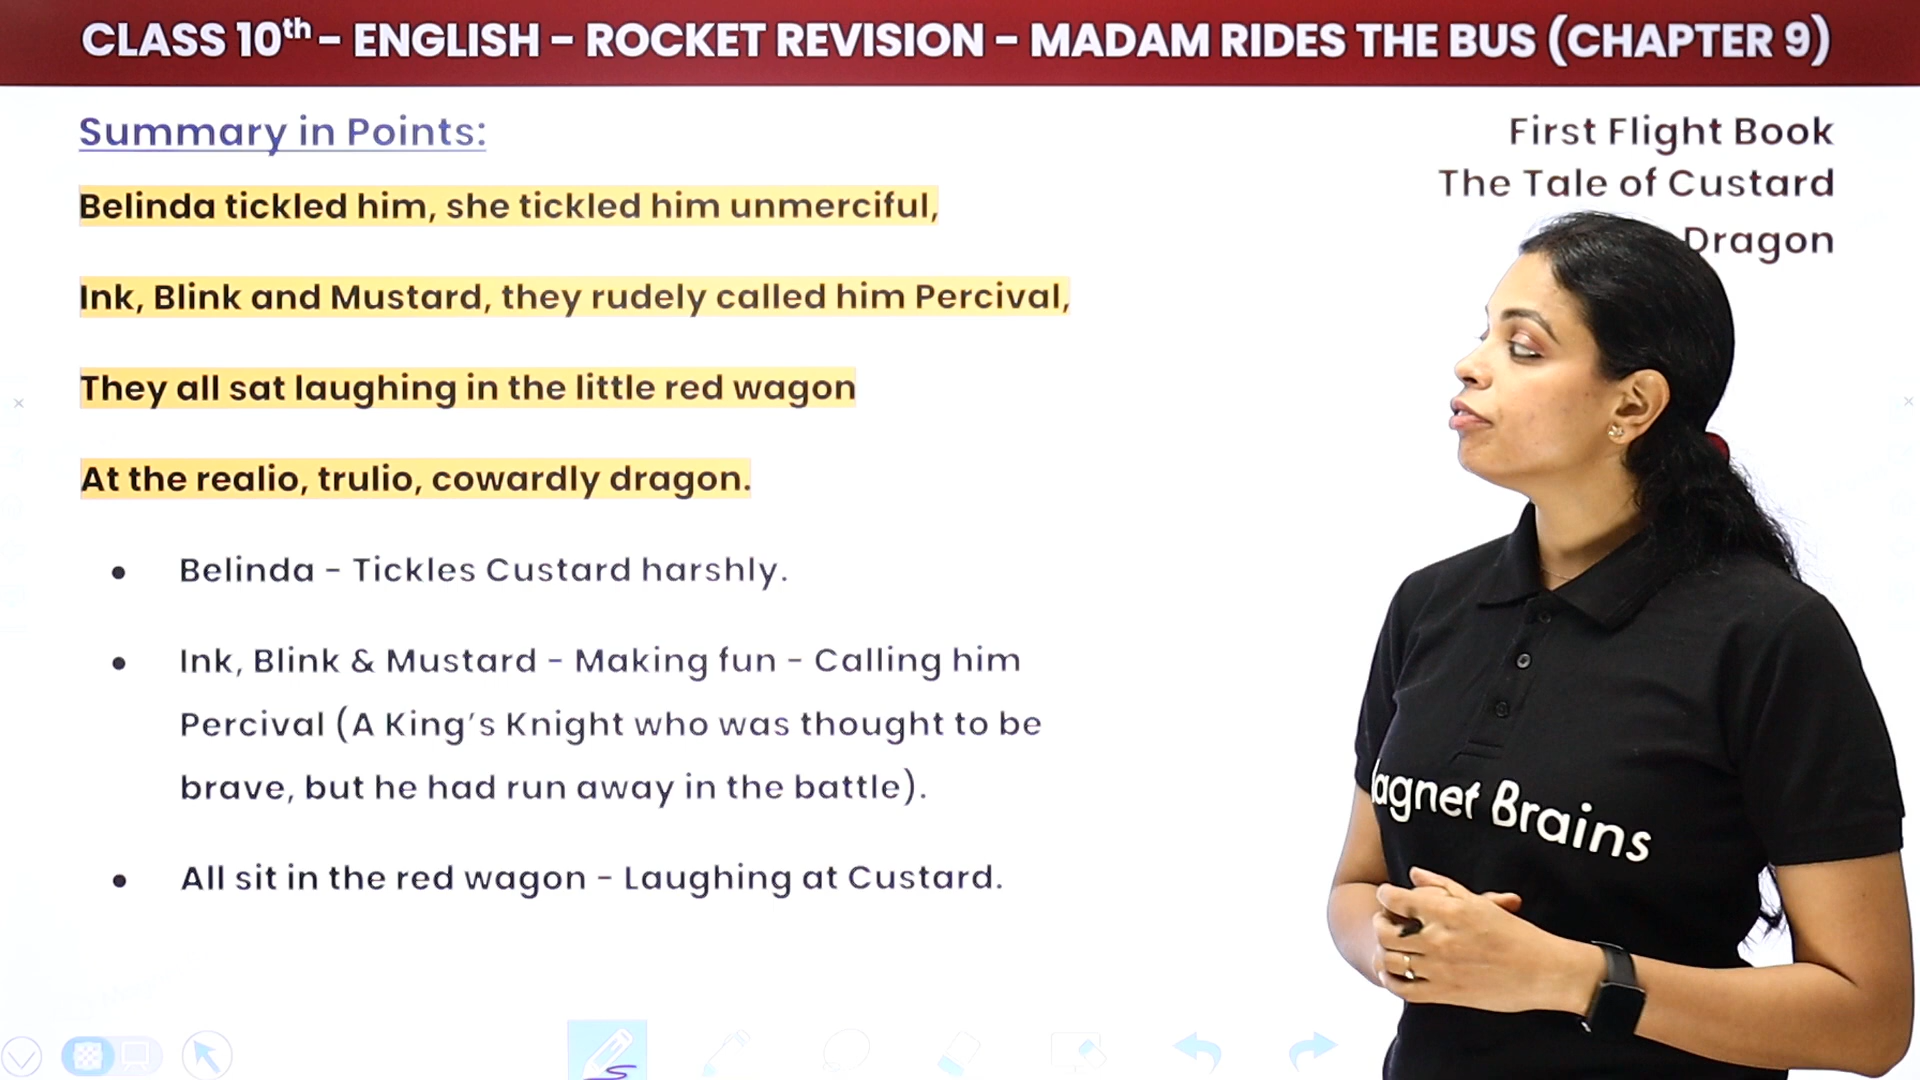 CLASS 10th - ENGLISH - ROCKET REVISION - MADAM RIDES THE BUS (CHAPTER 9)
Summary in Points:
First Flight Book
The Tale of Custard
Dragon
Belinda tickled him, she tickled him unmerciful,
Ink, Blink and Mustard, they rudely called him Percival,
They all sat laughing in the little red wagon
At the realio, trulio, cowardly dragon.
• Belinda - Tickles Custard harshly.
• Ink, Blink & Mustard - Making fun - Calling him
Percival (A King's Knight who was thought to be
brave, but he had run away in the battle).
• All sit in the red wagon - Laughing at Custard.
agnet Brains